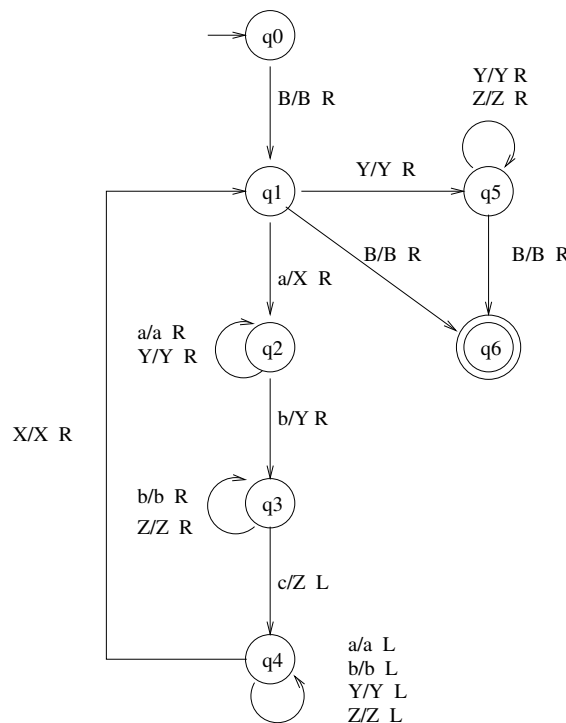 q0
B/B R
Y/Y R
Z/Z R
Y/Y R
q1
q5
B/B R
B/B R
a/X R
a/a R
Y/Y R
q2
q6
X/X R
b/Y R
b/b R
Z/Z R
q3
c/Z L
q4
a/a L
b/b L
Y/Y L
Z/Z L